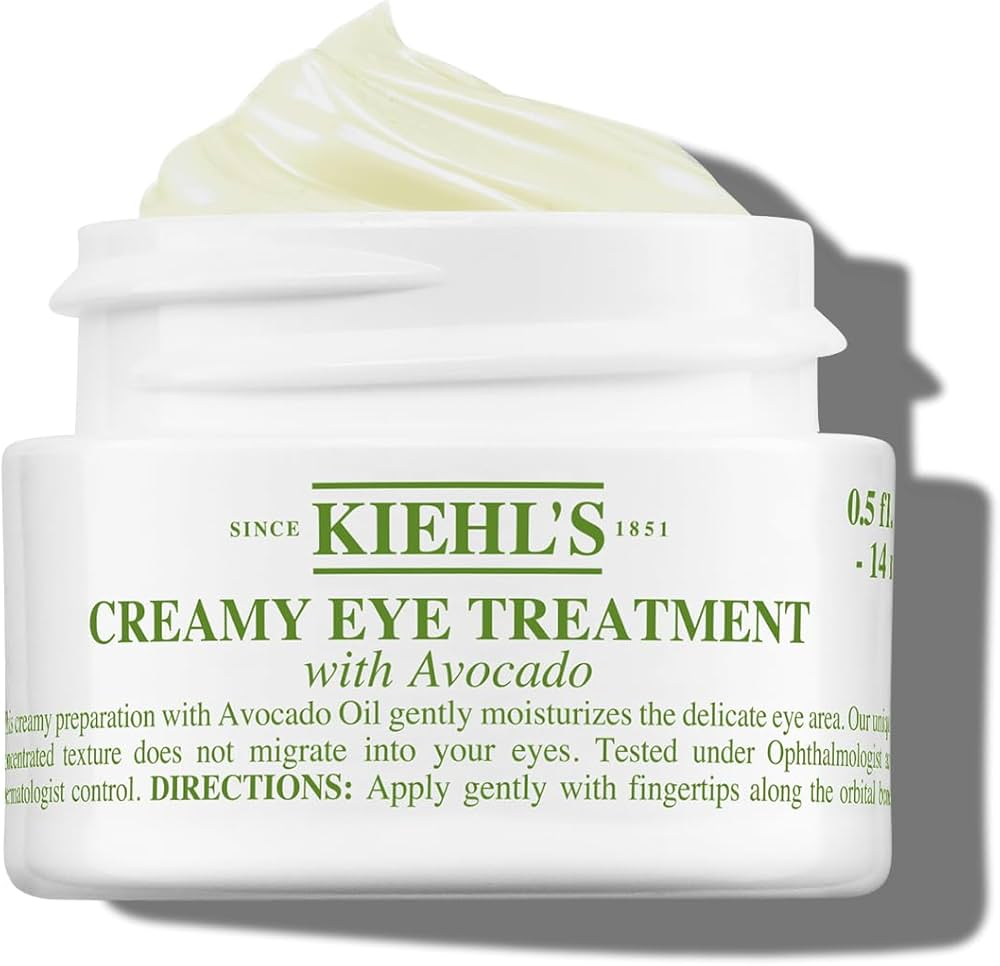 SINCE KIEHL'S 1851
0.5 fl.
- 14
CREAMY EYE TREATMENT
with Avocado
creamy preparation with Avocado Oil gently moisturizes the delicate eye area. Our
texture does not migrate into your eyes. Tested under Ophthalmologist
control. DIRECTIONS: Apply gently with fingertips along the orbital